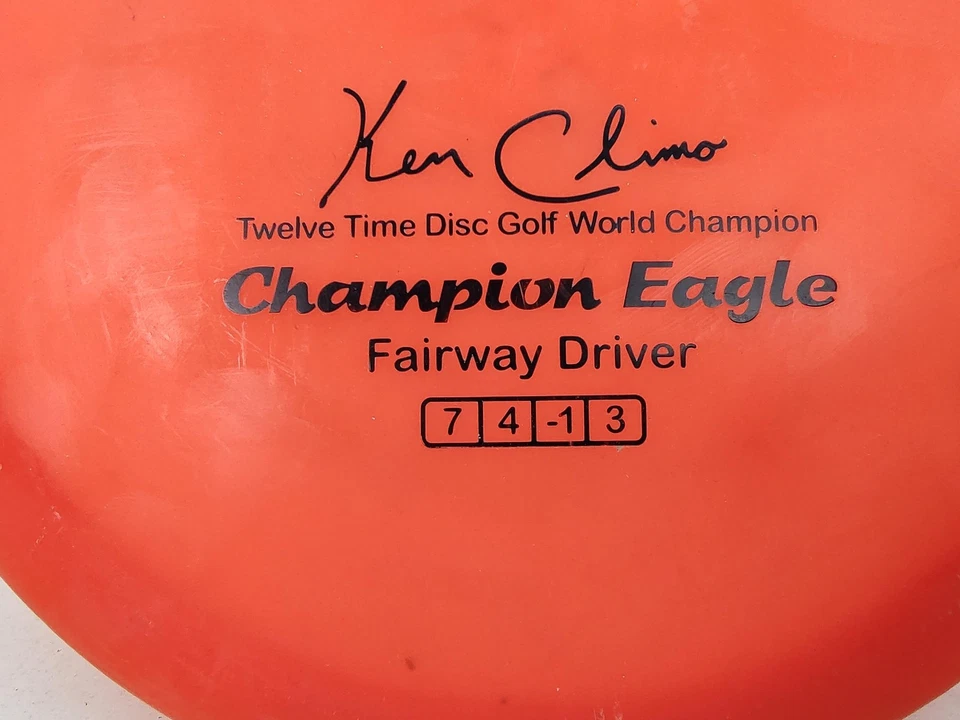 Ken Climo
Twelve Time Disc Golf World Champion
Champion Eagle
Fairway Driver
7 4 -1 3